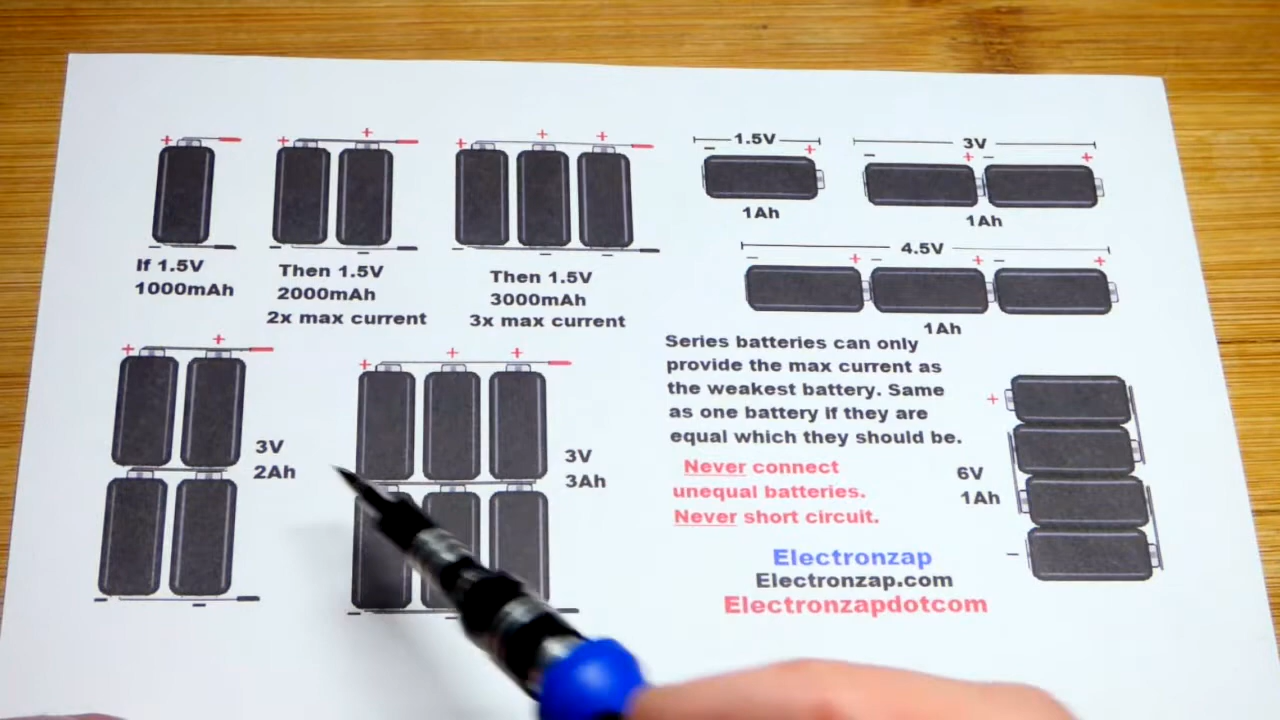 If 1.5V
1000mAh
Then 1.5V
2000mAh
2x max current
Then 1.5V
3000mAh
3x max current
1.5V
1Ah
3V
1Ah
4.5V
1Ah
3V
2Ah
3V
3Ah
Series batteries can only
provide the max current as
the weakest battery. Same
as one battery if they are
equal which they should be.
Never connect
unequal batteries.
Never short circuit.
6V
1Ah
Electronzap
Electronzap.com
Electronzapdotcom